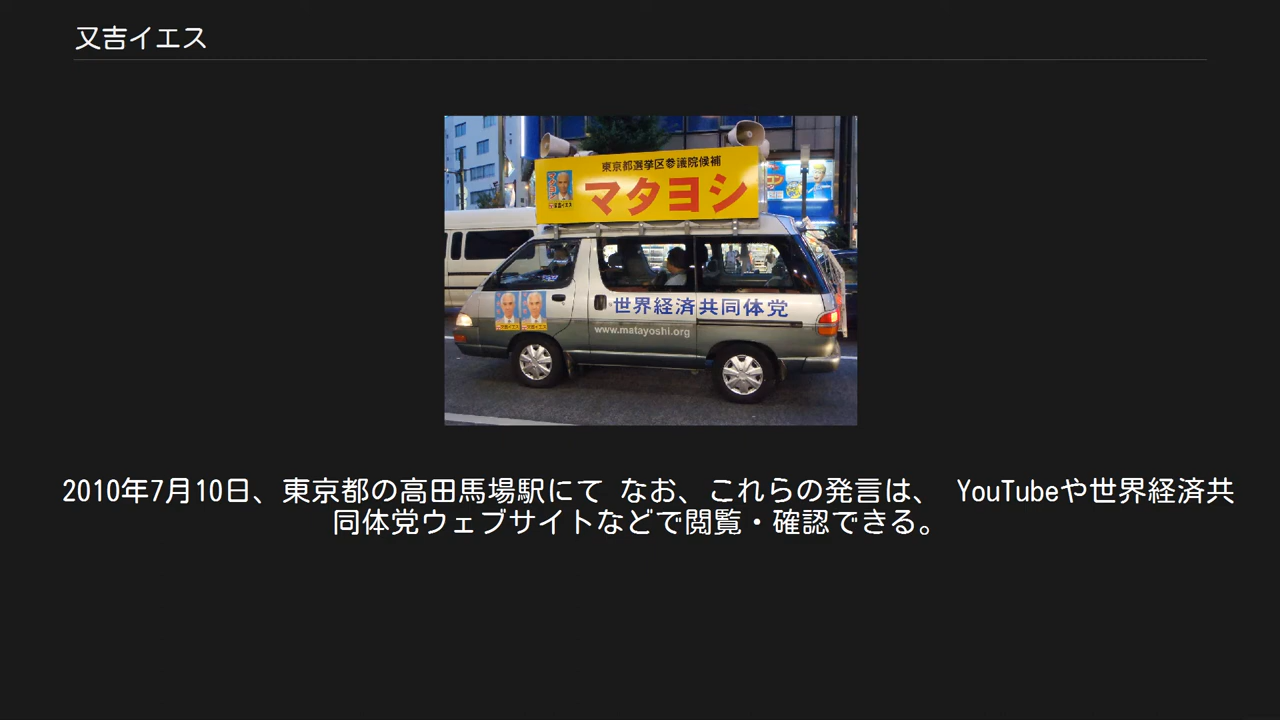 又吉イエス
東京都選挙区参議院候補
マタヨシ
世界経済共同体党
www.matayoshi.org
2010年7月10日、東京都の高田馬場駅にて なお、これらの発言は、 YouTubeや世界経済共
同体党ウェブサイトなどで閲覧・確認できる。